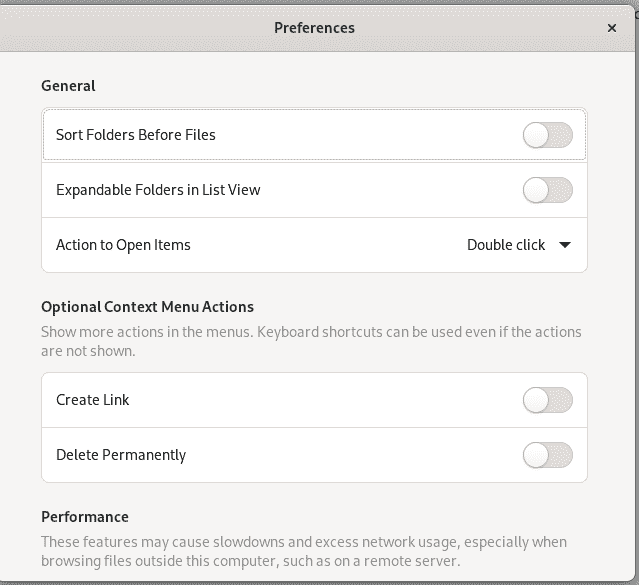 Preferences
General
Sort Folders Before Files
Expandable Folders in List View
Action to Open Items Double click
Optional Context Menu Actions
Show more actions in the menus. Keyboard shortcuts can be used even if the actions
are not shown.
Create Link
Delete Permanently
Performance
These features may cause slowdowns and excess network usage, especially when
browsing files outside this computer, such as on a remote server.